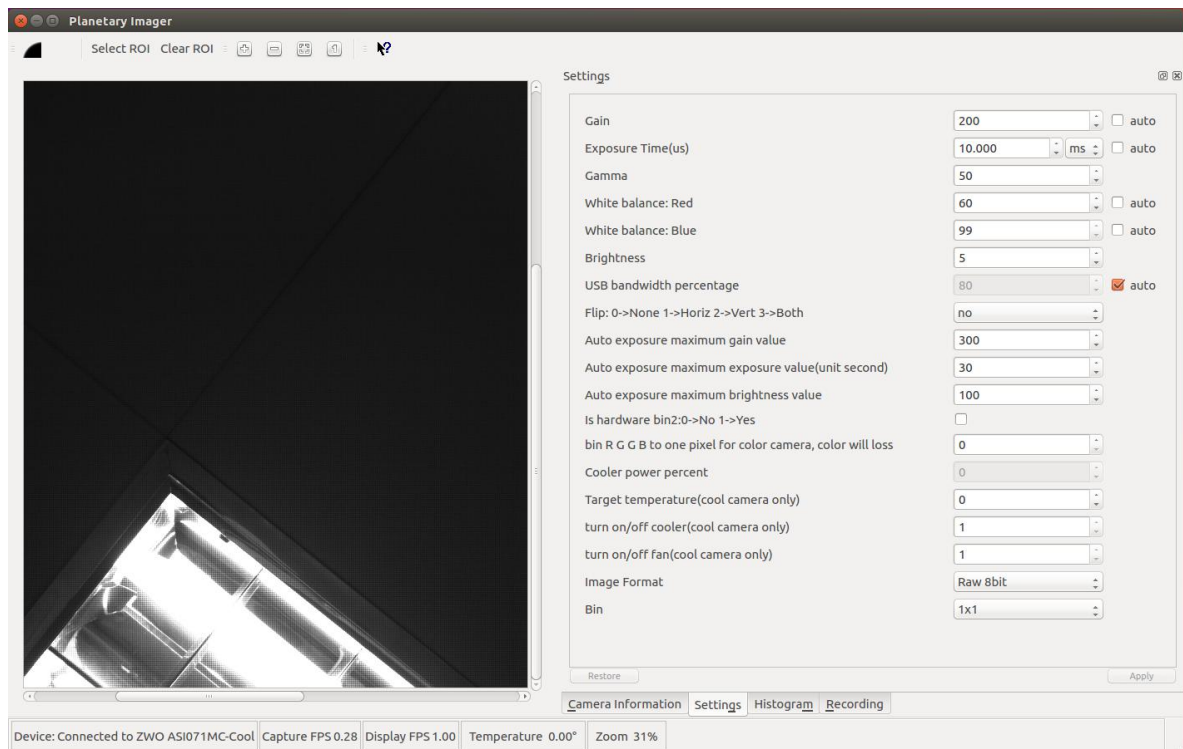 Planetary Imager
Select ROI Clear ROI
Settings
Gain 200 auto
Exposure Time(us) 10.000 ms auto
Gamma 50
White balance: Red 60 auto
White balance: Blue 99 auto
Brightness 5
USB bandwidth percentage 80 auto
Flip: 0->None 1->Horiz 2->Vert 3->Both no
Auto exposure maximum gain value 300
Auto exposure maximum exposure value(unit second) 30
Auto exposure maximum brightness value 100
Is hardware bin2:0->No 1->Yes
bin R G G B to one pixel for color camera, color will loss 0
Cooler power percent 0
Target temperature(cool camera only) 0
turn on/off cooler(cool camera only) 1
turn on/off fan(cool camera only) 1
Image Format Raw 8bit
Bin 1x1
Restore Apply
Camera Information Settings Histogram Recording
Device: Connected to ZWO ASI071MC-Cool Capture FPS 0.28 Display FPS 1.00 Temperature 0.00° Zoom 31%